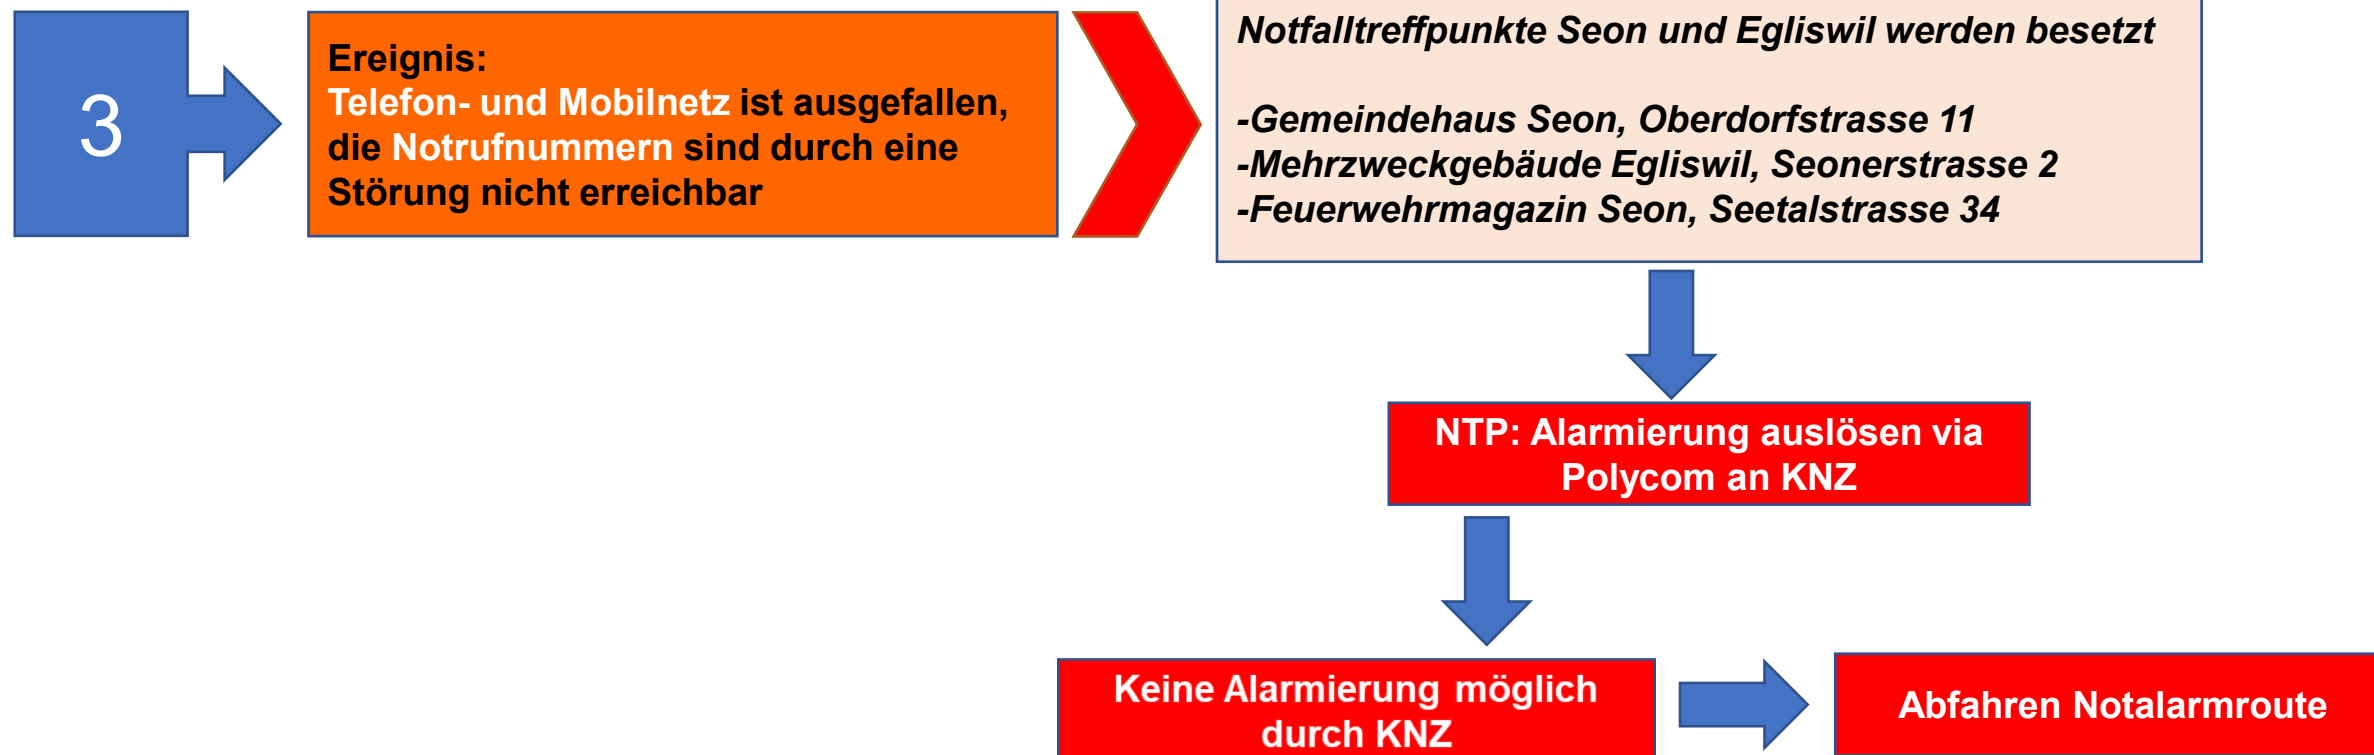 3
Ereignis:
Telefon- und Mobilnetz ist ausgefallen,
die Notrufnummern sind durch eine
Störung nicht erreichbar
Notfalltreffpunkte Seon und Egliswil werden besetzt
-Gemeindehaus Seon, Oberdorfstrasse 11
-Mehrzweckgebäude Egliswil, Seonerstrasse 2
-Feuerwehrmagazin Seon, Seetalstrasse 34
NTP: Alarmierung auslösen via
Polycom an KNZ
Keine Alarmierung möglich
durch KNZ
Abfahren Notalarmroute